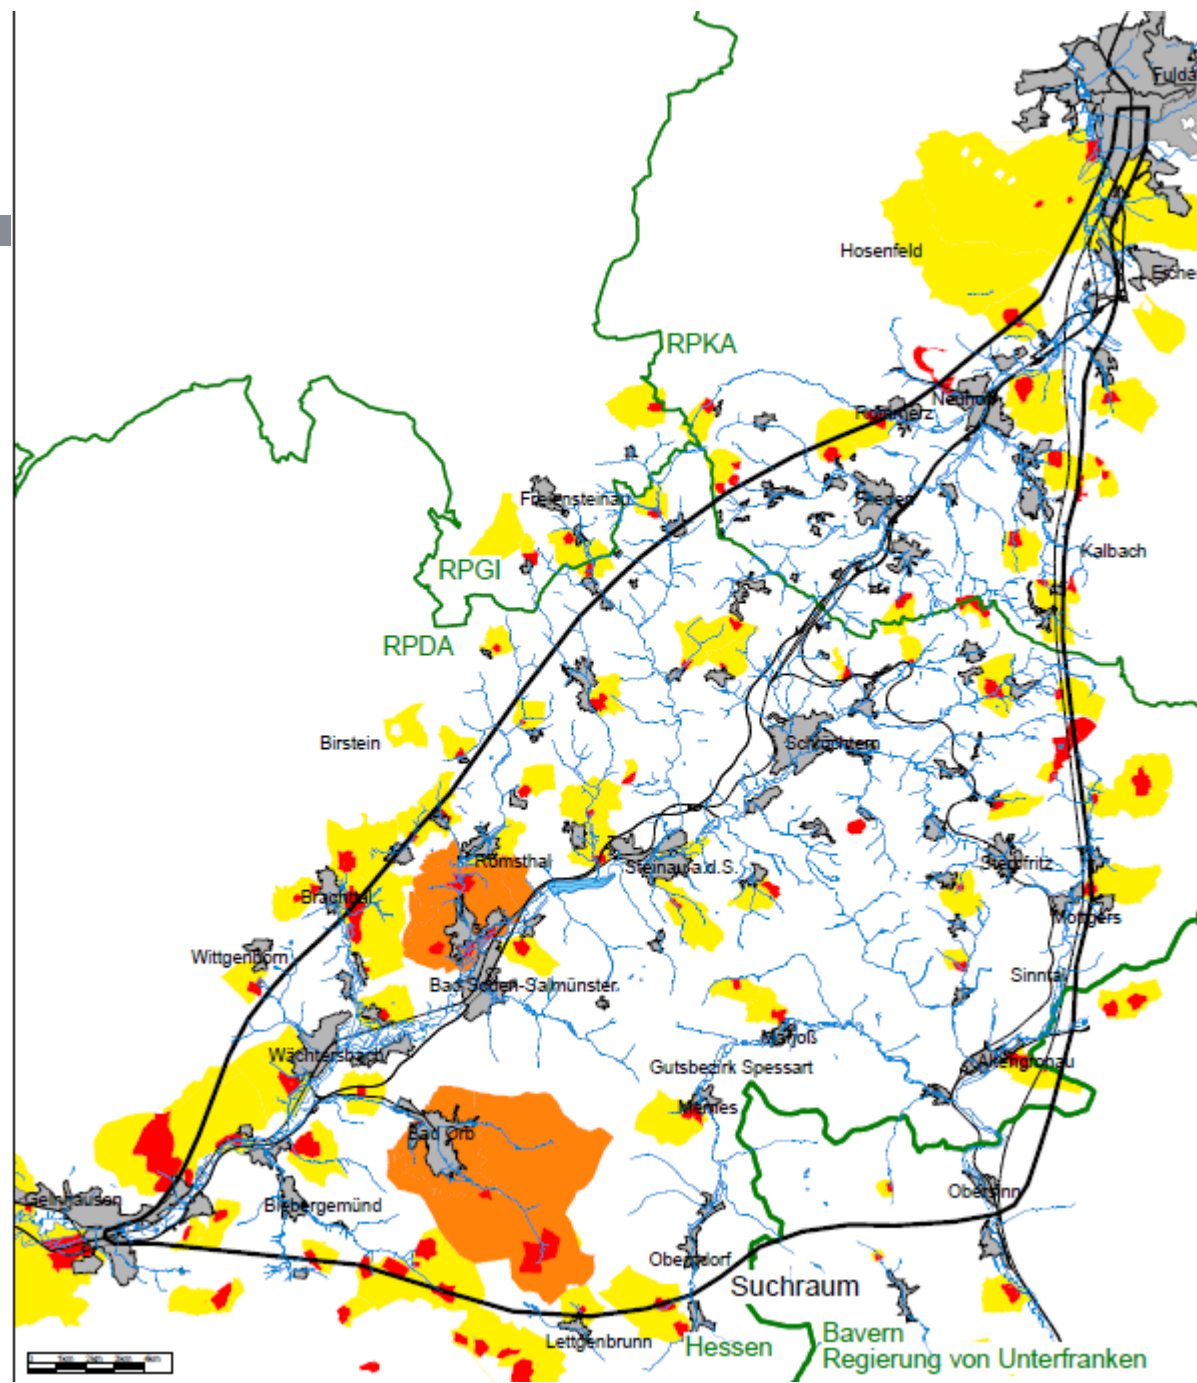 Fulda
Hosenfeld
RPKA
Neuhof
Rommerz
Freiensteinau
Flieden
Kalbach
RPGI
RPDA
Birstein
Schlüchtern
Romsthal
Steinau a.d.S.
Sterbfritz
Brachttal
Mottgers
Wittgenborn
Sinntal
Bad Soden-Salmünster
Marjoß
Wächtersbach
Altengronau
Gutsbezirk Spessart
Mernes
Bad Orb
Gelnhausen
Biebergemünd
Obersinn
Oberndorf
Suchraum
Lettgenbrunn
Hessen
Bayern
Regierung von Unterfranken